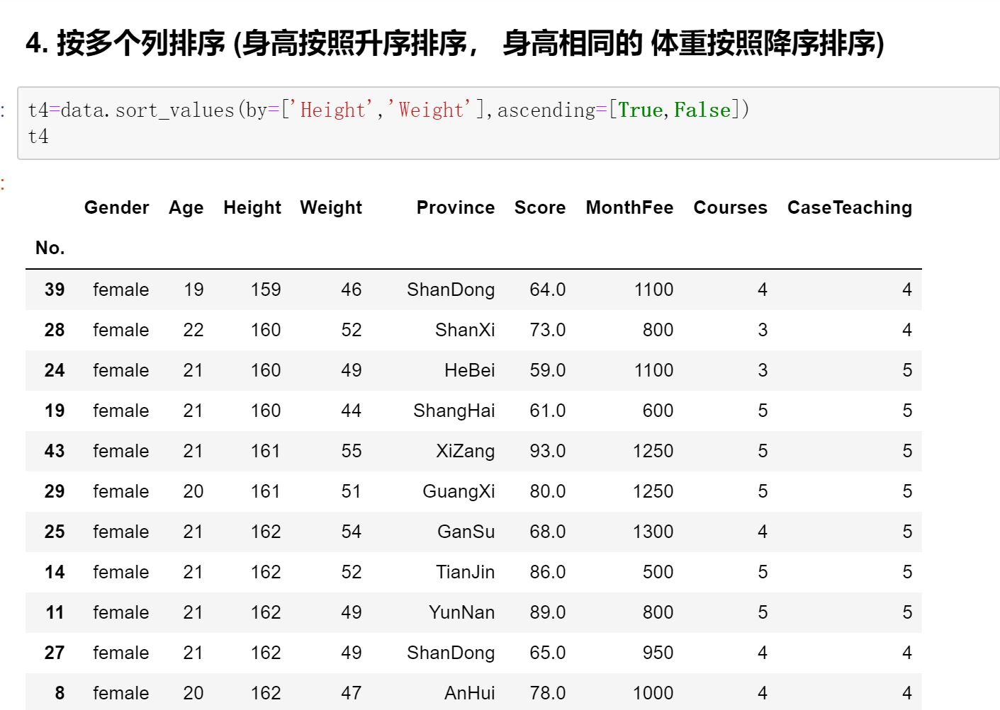 4. 按多个列排序 (身高按照升序排序， 身高相同的 体重按照降序排序)
:
t4=data.sort_values(by=['Height','Weight'],ascending=[True,False])
t4
:
Gender Age Height Weight Province Score MonthFee Courses CaseTeaching
No.
39 female 19 159 46 ShanDong 64.0 1100 4 4
28 female 22 160 52 ShanXi 73.0 800 3 4
24 female 21 160 49 HeBei 59.0 1100 3 5
19 female 21 160 44 ShangHai 61.0 600 5 5
43 female 21 161 55 XiZang 93.0 1250 5 5
29 female 20 161 51 GuangXi 80.0 1250 5 5
25 female 21 162 54 GanSu 68.0 1300 4 5
14 female 21 162 52 TianJin 86.0 500 5 5
11 female 21 162 49 YunNan 89.0 800 5 5
27 female 21 162 49 ShanDong 65.0 950 4 4
8 female 20 162 47 AnHui 78.0 1000 4 4